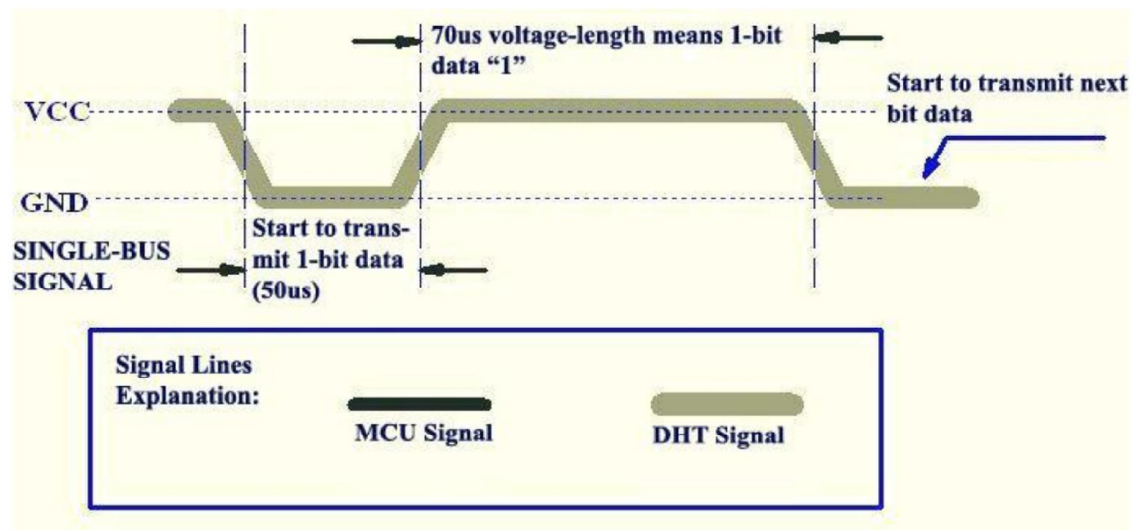 70us voltage-length means 1-bit
data “1”
Start to transmit next
bit data
VCC
GND
SINGLE-BUS
SIGNAL
Start to trans-
mit 1-bit data
(50us)
Signal Lines
Explanation:
MCU Signal
DHT Signal